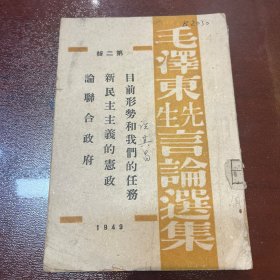 毛澤東先生言論選集
第二輯
目前形勢和我們的任務
新民主主義的憲政
論聯合政府
1949